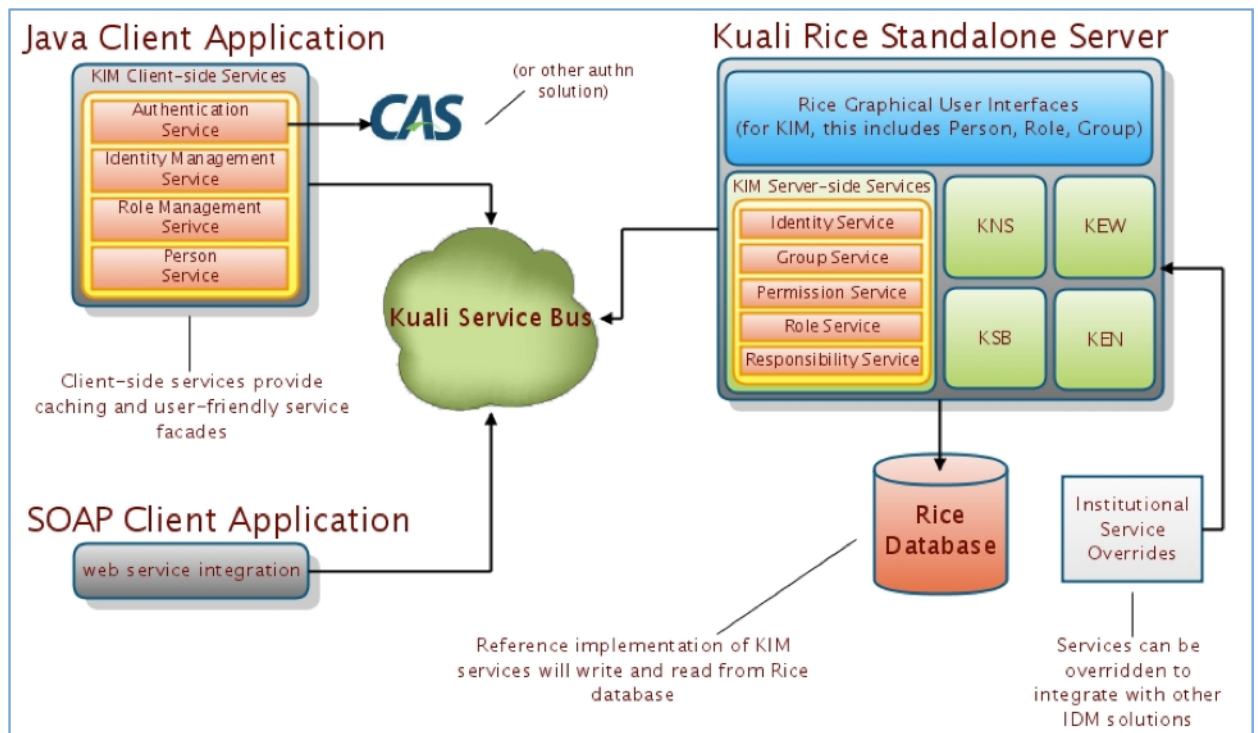 Java Client Application
KIM Client-side Services
Authentication
Service
Identity Management
Service
Role Management
Serivce
Person
Service
CAS
(or other authn
solution)
Client-side services provide
caching and user-friendly service
facades
Kuali Service Bus
SOAP Client Application
web service integration
Kuali Rice Standalone Server
Rice Graphical User Interfaces
(for KIM, this includes Person, Role, Group)
KIM Server-side Services
Identity Service
Group Service
Permission Service
Role Service
Responsibility Service
KNS
KEW
KSB
KEN
Rice
Database
Institutional
Service
Overrides
Reference implementation of KIM
services will write and read from Rice
database
Services can be
overridden to
integrate with other
IDM solutions